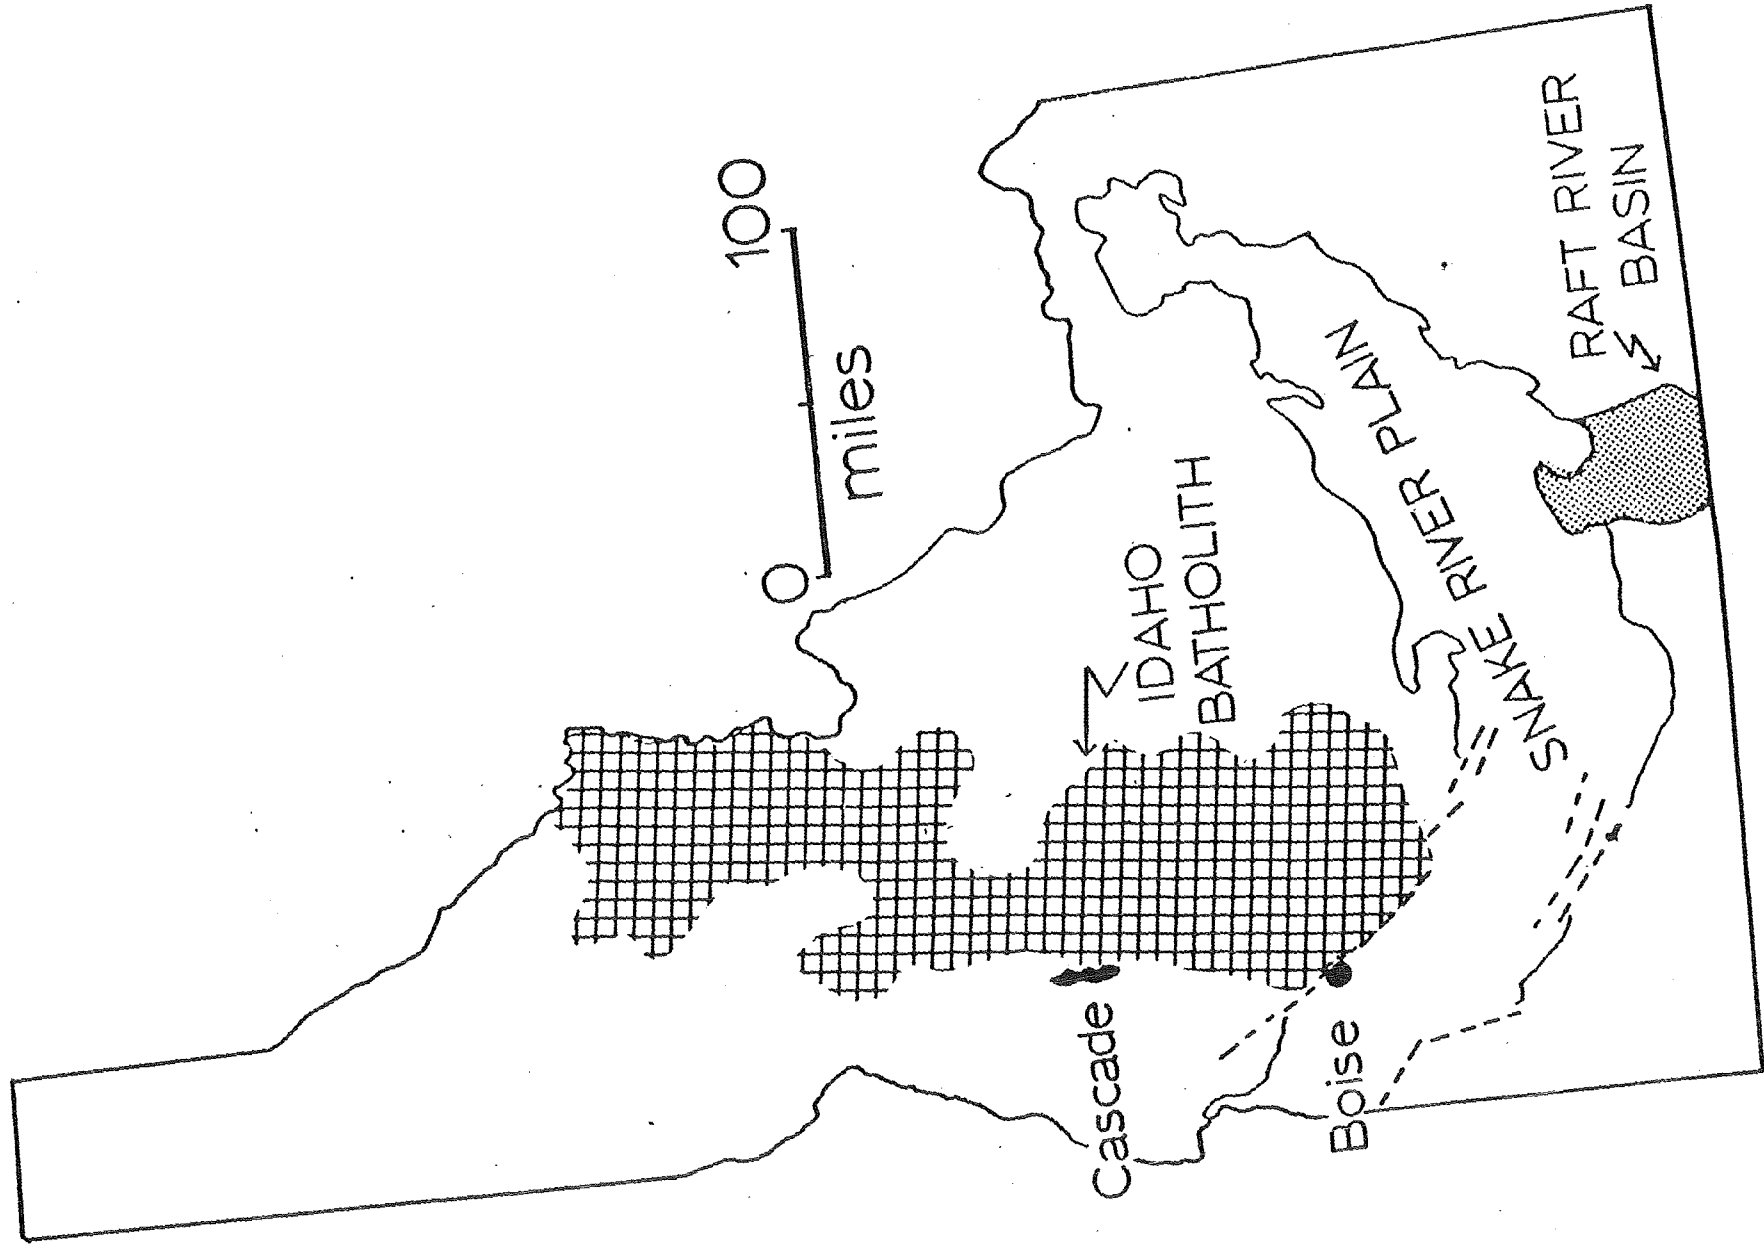 0 100
miles
IDAHO
BATHOLITH
SNAKE RIVER PLAIN
RAFT RIVER
BASIN
Cascade
Boise